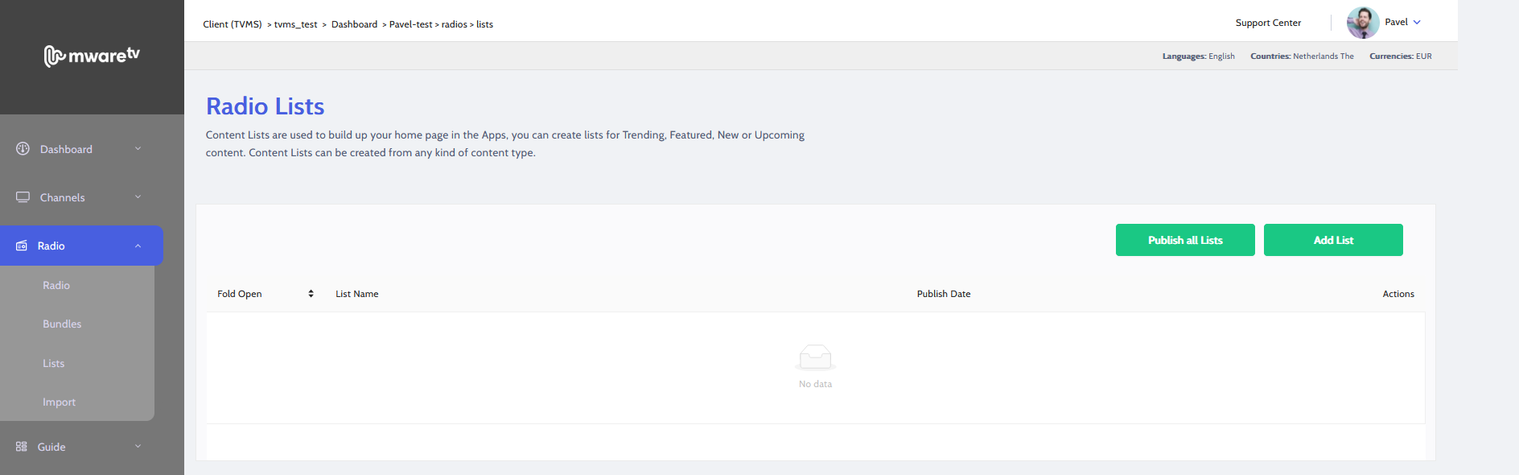 mwaretv
Client (TVMS) > tvms_test > Dashboard > Pavel-test > radios > lists
Support Center
Pavel
Languages: English Countries: Netherlands The Currencies: EUR
Dashboard
Channels
Radio
Radio
Bundles
Lists
Import
Guide
Radio Lists
Content Lists are used to build up your home page in the Apps, you can create lists for Trending, Featured, New or Upcoming
content. Content Lists can be created from any kind of content type.
Publish all Lists
Add List
Fold Open List Name Publish Date Actions
No data